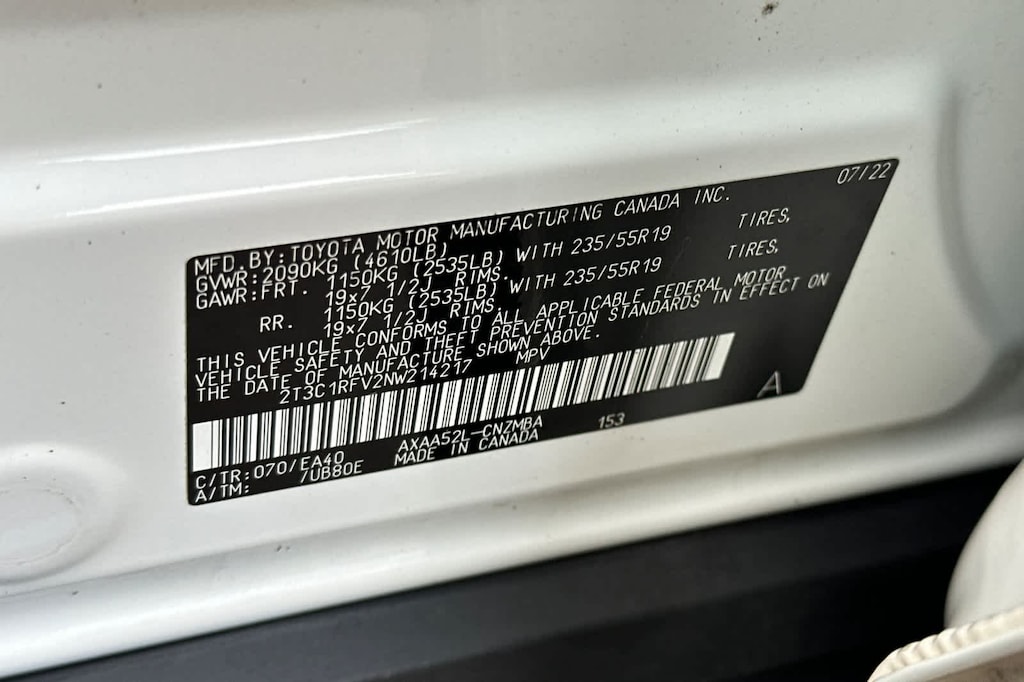 07/22
MFD. BY: TOYOTA MOTOR MANUFACTURING CANADA INC.
GVWR: 2090KG (4610LB)
GAWR: FRT. 1150KG (2535LB) WITH 235/55R19 TIRES,
19x7 1/2J RIMS.
RR. 1150KG (2535LB) WITH 235/55R19 TIRES,
19x7 1/2J RIMS.
THIS VEHICLE CONFORMS TO ALL APPLICABLE FEDERAL MOTOR
VEHICLE SAFETY AND THEFT PREVENTION STANDARDS IN EFFECT ON
THE DATE OF MANUFACTURE SHOWN ABOVE.
2T3C1RFV2NW214217 MPV
A
C/TR: 070/EA40 AXAA52L-CNZMBA 153
A/TM: /UB80E MADE IN CANADA